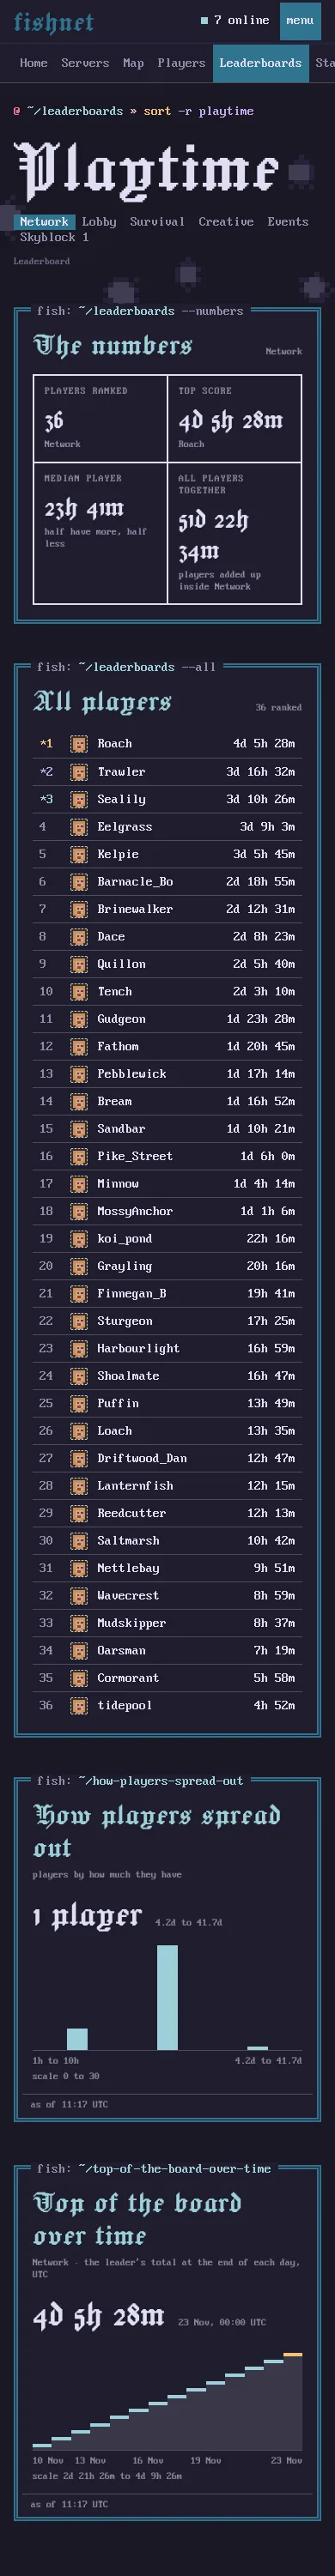 fishnet
7 online
menu
Home Servers Map Players Leaderboards Sta
@ ~/leaderboards » sort -r playtime
Playtime
Network Lobby Survival Creative Events
Skyblock 1
Leaderboard
fish: ~/leaderboards --numbers
The numbers
Network
PLAYERS RANKED
36
Network
TOP SCORE
4d 5h 28m
Roach
MEDIAN PLAYER
23h 41m
half have more, half
less
ALL PLAYERS
TOGETHER
51d 22h
34m
players added up
inside Network
fish: ~/leaderboards --all
All players
36 ranked
*1 Roach 4d 5h 28m
*2 Trawler 3d 16h 32m
*3 Sealily 3d 10h 26m
4 Eelgrass 3d 9h 3m
5 Kelpie 3d 5h 45m
6 Barnacle_Bo 2d 18h 55m
7 Brinewalker 2d 12h 31m
8 Dace 2d 8h 23m
9 Quillon 2d 5h 40m
10 Tench 2d 3h 10m
11 Gudgeon 1d 23h 28m
12 Fathom 1d 20h 45m
13 Pebblewick 1d 17h 14m
14 Bream 1d 16h 52m
15 Sandbar 1d 10h 21m
16 Pike_Street 1d 6h 0m
17 Minnow 1d 4h 14m
18 MossyAnchor 1d 1h 6m
19 koi_pond 22h 16m
20 Grayling 20h 16m
21 Finnegan_B 19h 41m
22 Sturgeon 17h 25m
23 Harbourlight 16h 59m
24 Shoalmate 16h 47m
25 Puffin 13h 49m
26 Loach 13h 35m
27 Driftwood_Dan 12h 47m
28 Lanternfish 12h 15m
29 Reedcutter 12h 13m
30 Saltmarsh 10h 42m
31 Nettlebay 9h 51m
32 Wavecrest 8h 59m
33 Mudskipper 8h 37m
34 Oarsman 7h 19m
35 Cormorant 5h 58m
36 tidepool 4h 52m
fish: ~/how-players-spread-out
How players spread
out
players by how much they have
1 player 4.2d to 41.7d
1h to 10h 4.2d to 41.7d
scale 0 to 30
as of 11:17 UTC
fish: ~/top-of-the-board-over-time
Top of the board
over time
Network · the leader's total at the end of each day,
UTC
4d 5h 28m 23 Nov, 00:00 UTC
10 Nov 13 Nov 16 Nov 19 Nov 23 Nov
scale 2d 21h 26m to 4d 9h 26m
as of 11:17 UTC